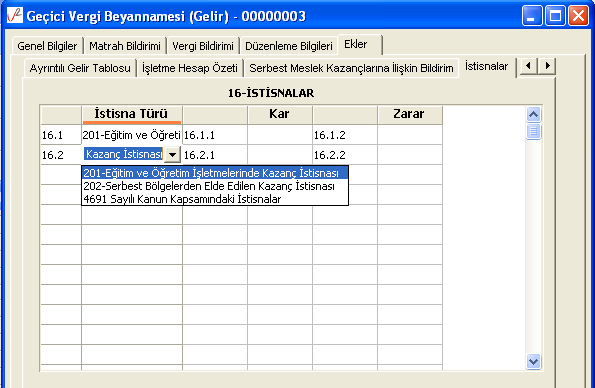 Geçici Vergi Beyannamesi (Gelir) - 00000003
Genel Bilgiler Matrah Bildirimi Vergi Bildirimi Düzenleme Bilgileri Ekler
Ayrıntılı Gelir Tablosu İşletme Hesap Özeti Serbest Meslek Kazançlarına İlişkin Bildirim İstisnalar
16-İSTİSNALAR
İstisna Türü Kar Zarar
16.1 201-Eğitim ve Öğreti 16.1.1 16.1.2
16.2 Kazanç İstisnası 16.2.1 16.2.2
201-Eğitim ve Öğretim İşletmelerinde Kazanç İstisnası
202-Serbest Bölgelerden Elde Edilen Kazanç İstisnası
4691 Sayılı Kanun Kapsamındaki İstisnalar